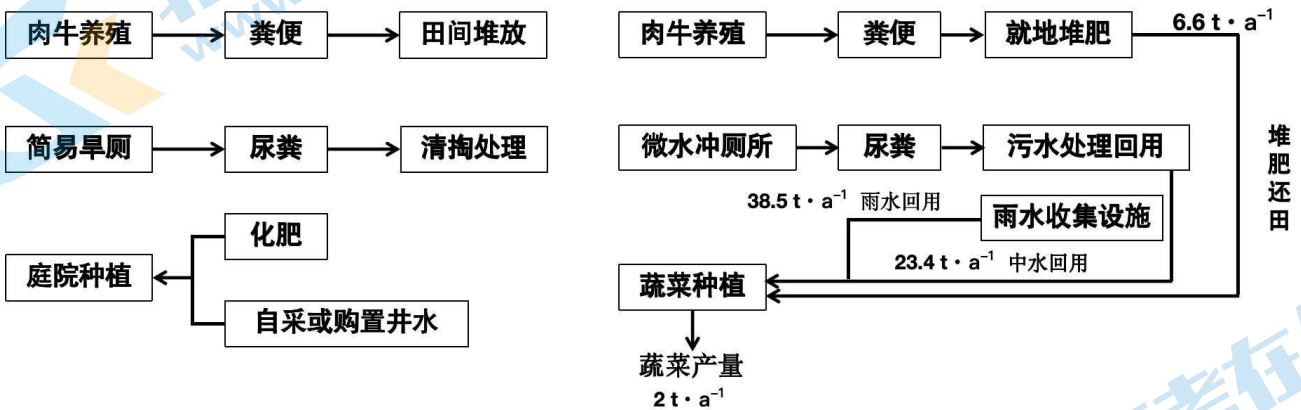 肉牛养殖
粪便
田间堆放
简易旱厕
尿粪
清掏处理
庭院种植
化肥
自采或购置井水
肉牛养殖
粪便
就地堆肥
6.6 t·a⁻¹
微水冲厕所
尿粪
污水处理回用
堆肥还田
38.5 t·a⁻¹ 雨水回用
雨水收集设施
23.4 t·a⁻¹ 中水回用
蔬菜种植
蔬菜产量
2 t·a⁻¹